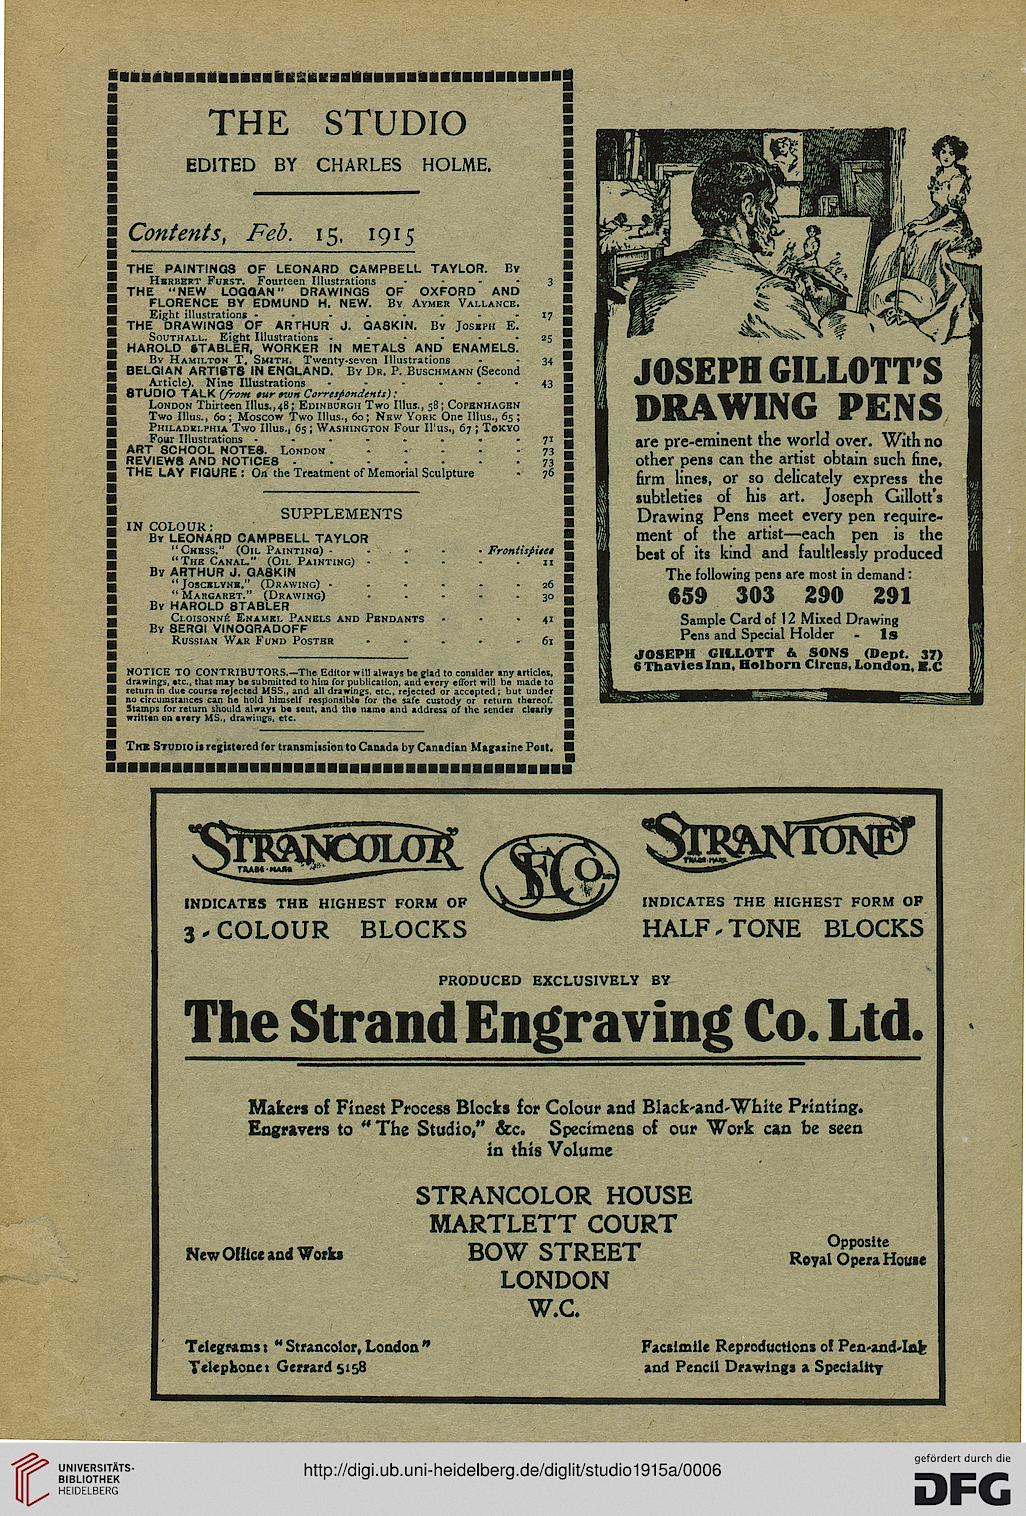 THE STUDIO
EDITED BY CHARLES HOLME.
Contents, Feb. 15, 1915
THE PAINTINGS OF LEONARD CAMPBELL TAYLOR. By
Herbert Furst. Fourteen Illustrations - - - - 3
THE "NEW LOGGAN" DRAWINGS OF OXFORD AND
FLORENCE BY EDMUND H. NEW. By Aymer Vallance.
Eight illustrations - - - - - - - - 17
THE DRAWINGS OF ARTHUR J. GASKIN. By Joseph E.
Southall. Eight Illustrations - - - - - - 25
HAROLD STABLER, WORKER IN METALS AND ENAMELS.
By Hamilton T. Smith. Twenty-seven Illustrations - - 34
BELGIAN ARTISTS IN ENGLAND. By Dr. P. Buschmann (Second
Article). Nine Illustrations - - - - - - 43
STUDIO TALK (from our own Correspondents):
London Thirteen Illus., 48; Edinburgh Two Illus., 58; Copenhagen
Two Illus., 60; Moscow Two Illus., 60; New York One Illus., 65;
Philadelphia Two Illus., 65; Washington Four Illus., 67; Tokyo
Four Illustrations - - - - - - - - 71
ART SCHOOL NOTES. London - - - - - 73
REVIEWS AND NOTICES - - - - - - 73
THE LAY FIGURE: On the Treatment of Memorial Sculpture - 76
SUPPLEMENTS
IN COLOUR:
By LEONARD CAMPBELL TAYLOR
"Chess." (Oil Painting) - - - - - Frontispiece
"The Canal." (Oil Painting) - - - - - 11
By ARTHUR J. GASKIN
"Joscelyne." (Drawing) - - - - - - 26
"Margaret." (Drawing) - - - - - 30
By HAROLD STABLER
Cloisonné Enamel Panels and Pendants - - - 41
By SERGI VINOGRADOFF
Russian War Fund Poster - - - - - 61
NOTICE TO CONTRIBUTORS.—The Editor will always be glad to consider any articles,
drawings, etc., that may be submitted to him for publication, and every effort will be made to
return in due course rejected MSS., and all drawings, etc., rejected or accepted; but under
no circumstances can he hold himself responsible for the safe custody or return thereof.
Stamps for return should always be sent, and the name and address of the sender clearly
written on every MS., drawings, etc.
The Studio is registered for transmission to Canada by Canadian Magazine Post.
JOSEPH GILLOTT'S
DRAWING PENS
are pre-eminent the world over. With no
other pens can the artist obtain such fine,
firm lines, or so delicately express the
subtleties of his art. Joseph Gillott's
Drawing Pens meet every pen require-
ment of the artist—each pen is the
best of its kind and faultlessly produced
The following pens are most in demand:
659 303 290 291
Sample Card of 12 Mixed Drawing
Pens and Special Holder - 1s
JOSEPH GILLOTT & SONS (Dept. 37)
6 Thavies Inn, Holborn Circus, London, E.C
"STRANCOLOR"
TRADE-MARK
INDICATES THE HIGHEST FORM OF
3-COLOUR BLOCKS
SECo.
"STRANTONE"
TRADE-MARK
INDICATES THE HIGHEST FORM OF
HALF-TONE BLOCKS
PRODUCED EXCLUSIVELY BY
The Strand Engraving Co. Ltd.
Makers of Finest Process Blocks for Colour and Black-and-White Printing.
Engravers to "The Studio," &c. Specimens of our Work can be seen
in this Volume
STRANCOLOR HOUSE
MARTLETT COURT
New Office and Works
BOW STREET
Opposite
Royal Opera House
LONDON
W.C.
Telegrams: "Strancolor, London"
Telephone: Gerrard 5158
Facsimile Reproductions of Pen-and-Ink
and Pencil Drawings a Speciality
UNIVERSITÄTS-
BIBLIOTHEK
HEIDELBERG
http://digi.ub.uni-heidelberg.de/diglit/studio1915a/0006
gefördert durch die
DFG